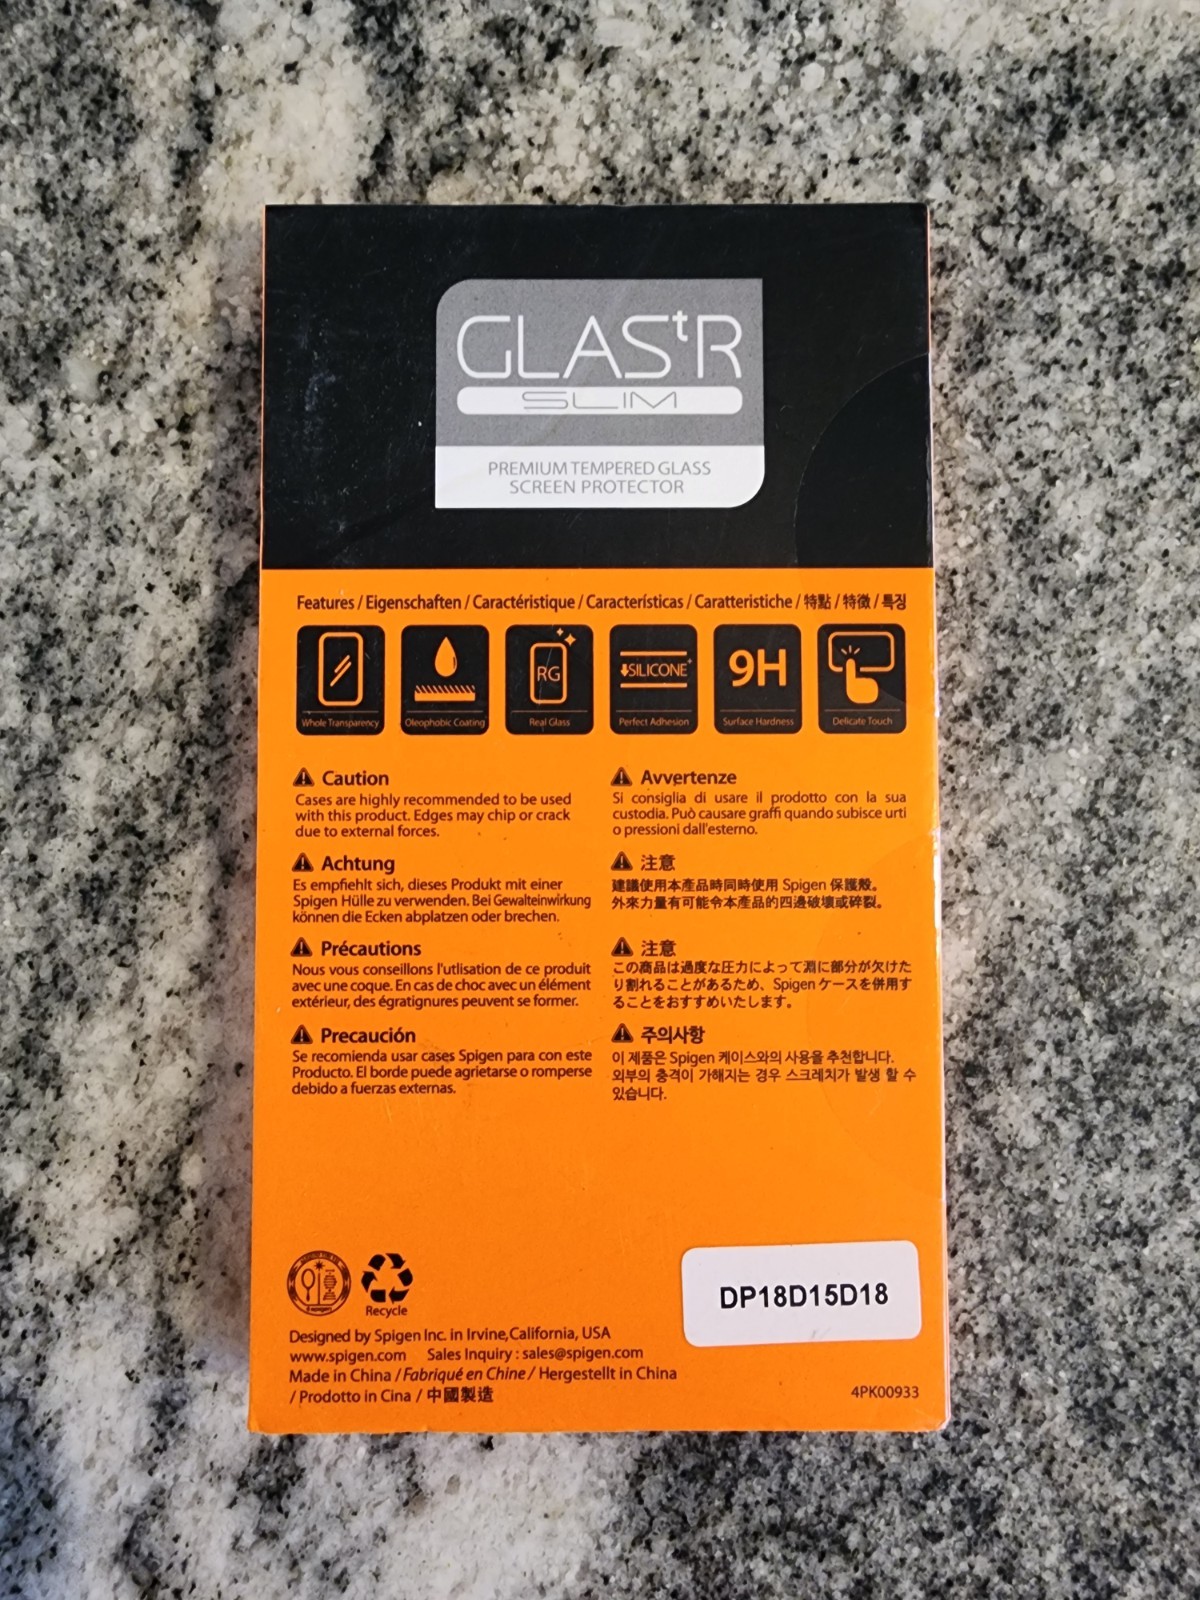 GLAStR
SLIM
PREMIUM TEMPERED GLASS
SCREEN PROTECTOR
Features / Eigenschaften / Caractéristique / Características / Caratteristiche / 特點 / 特徴 / 특징
RG
SILICONE+
9H
Whole Transparency
Oleophobic Coating
Real Glass
Perfect Adhesion
Surface Hardness
Delicate Touch
Caution
Cases are highly recommended to be used
with this product. Edges may chip or crack
due to external forces.
Achtung
Es empfiehlt sich, dieses Produkt mit einer
Spigen Hülle zu verwenden. Bei Gewalteinwirkung
können die Ecken abplatzen oder brechen.
Précautions
Nous vous conseillons l'utlisation de ce produit
avec une coque. En cas de choc avec un élément
extérieur, des égratignures peuvent se former.
Precaución
Se recomienda usar cases Spigen para con este
Producto. El borde puede agrietarse o romperse
debido a fuerzas externas.
Avvertenze
Si consiglia di usare il prodotto con la sua
custodia. Può causare graffi quando subisce urti
o pressioni dall'esterno.
注意
建議使用本產品時同時使用 Spigen 保護殼。
外來力量有可能令本產品的四邊破壞或碎裂。
注意
この商品は過度な圧力によって淵に部分が欠けた
り割れることがあるため、Spigen ケースを併用す
ることをおすすめいたします。
주의사항
이 제품은 Spigen 케이스와의 사용을 추천합니다.
외부의 충격이 가해지는 경우 스크레치가 발생 할 수
있습니다.
Recycle
DP18D15D18
Designed by Spigen Inc. in Irvine, California, USA
www.spigen.com Sales Inquiry : sales@spigen.com
Made in China / Fabriqué en Chine / Hergestellt in China
/ Prodotto in Cina / 中國製造
4PK00933